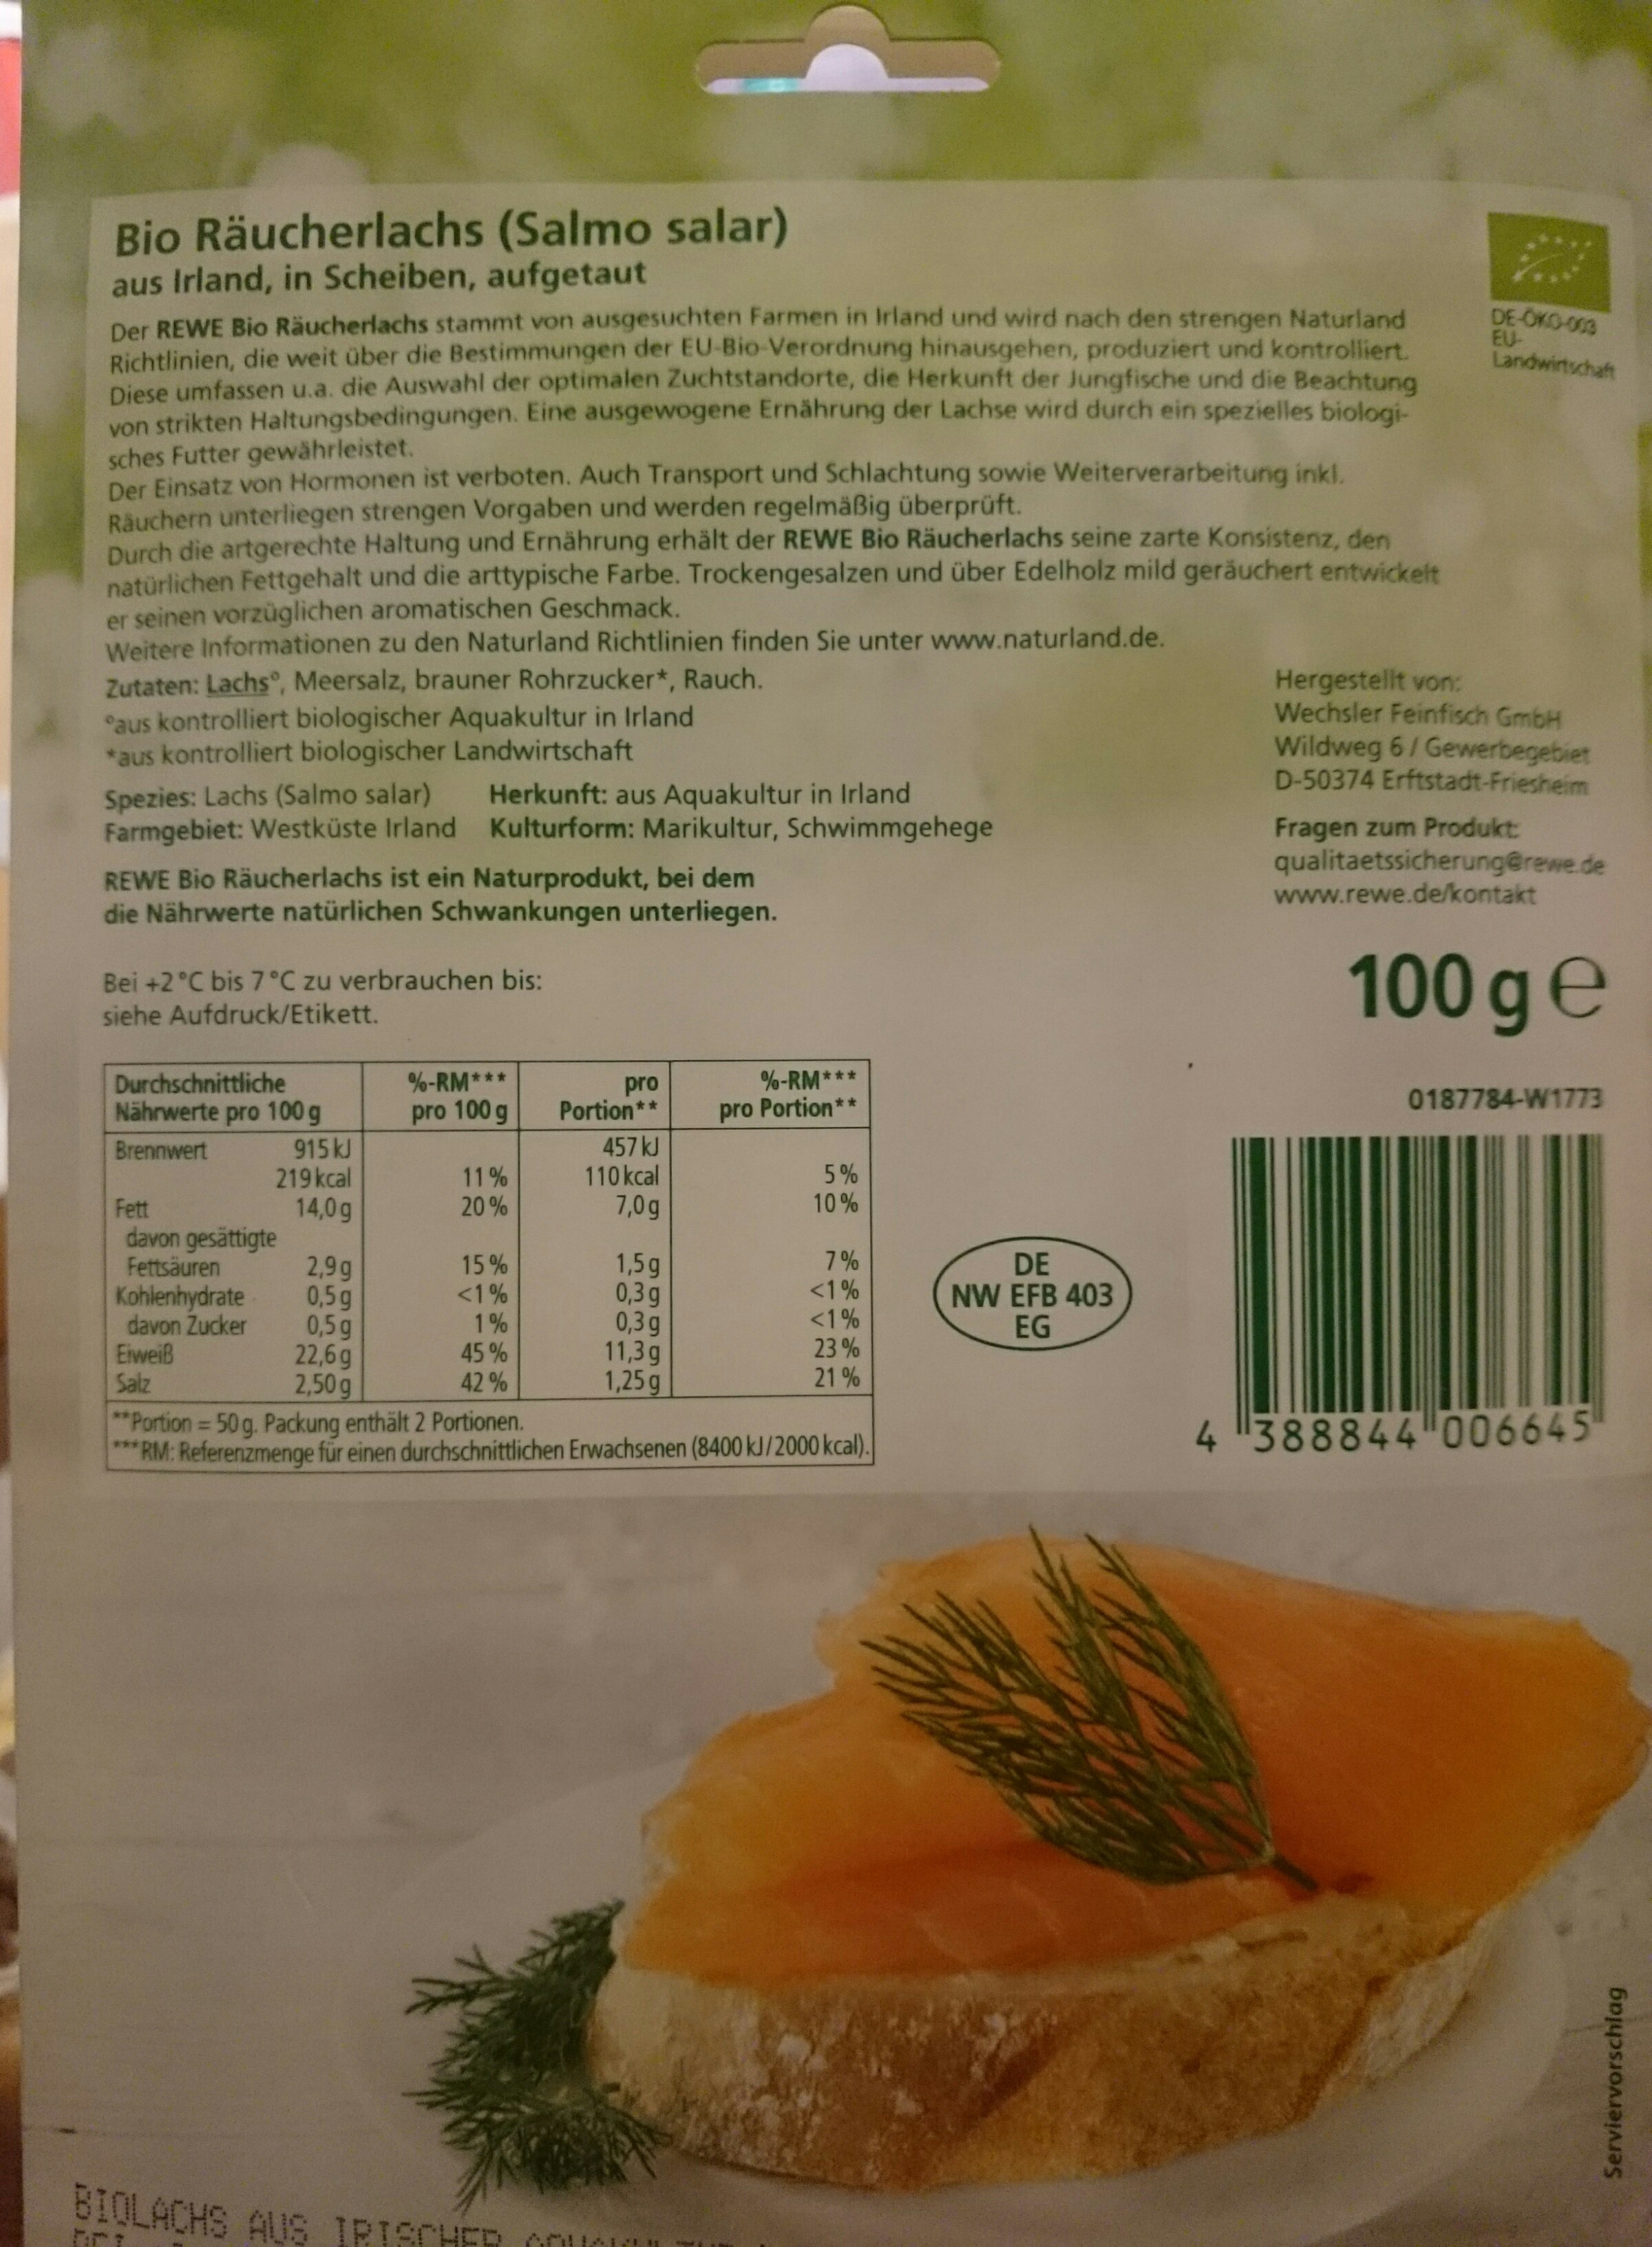 Bio Räucherlachs (Salmo salar)
aus Irland, in Scheiben, aufgetaut
Der REWE Bio Räucherlachs stammt von ausgesuchten Farmen in Irland und wird nach den strengen Naturland
Richtlinien, die weit über die Bestimmungen der EU-Bio-Verordnung hinausgehen, produziert und kontrolliert.
Diese umfassen u.a. die Auswahl der optimalen Zuchtstandorte, die Herkunft der Jungfische und die Beachtung
von strikten Haltungsbedingungen. Eine ausgewogene Ernährung der Lachse wird durch ein spezielles biologi-
sches Futter gewährleistet.
Der Einsatz von Hormonen ist verboten. Auch Transport und Schlachtung sowie Weiterverarbeitung inkl.
Räuchern unterliegen strengen Vorgaben und werden regelmäßig überprüft.
Durch die artgerechte Haltung und Ernährung erhält der REWE Bio Räucherlachs seine zarte Konsistenz, den
natürlichen Fettgehalt und die arttypische Farbe. Trockengesalzen und über Edelholz mild geräuchert entwickelt
er seinen vorzüglichen aromatischen Geschmack.
Weitere Informationen zu den Naturland Richtlinien finden Sie unter www.naturland.de.
DE-ÖKO-003
EU-
Landwirtschaft
Zutaten: Lachs°, Meersalz, brauner Rohrzucker*, Rauch.
°aus kontrolliert biologischer Aquakultur in Irland
*aus kontrolliert biologischer Landwirtschaft
Spezies: Lachs (Salmo salar) Herkunft: aus Aquakultur in Irland
Farmgebiet: Westküste Irland Kulturform: Marikultur, Schwimmgehege
REWE Bio Räucherlachs ist ein Naturprodukt, bei dem
die Nährwerte natürlichen Schwankungen unterliegen.
Bei +2°C bis 7°C zu verbrauchen bis:
siehe Aufdruck/Etikett.
Hergestellt von:
Wechsler Feinfisch GmbH
Wildweg 6 / Gewerbegebiet
D-50374 Erftstadt-Friesheim
Fragen zum Produkt:
qualitaetssicherung@rewe.de
www.rewe.de/kontakt
100 g e
Durchschnittliche %-RM*** pro %-RM***
Nährwerte pro 100 g pro 100 g Portion** pro Portion**
Brennwert 915 kJ 457 kJ
219 kcal 11 % 110 kcal 5 %
Fett 14,0 g 20 % 7,0 g 10 %
davon gesättigte
Fettsäuren 2,9 g 15 % 1,5 g 7 %
Kohlenhydrate 0,5 g <1 % 0,3 g <1 %
davon Zucker 0,5 g 1 % 0,3 g <1 %
Eiweiß 22,6 g 45 % 11,3 g 23 %
Salz 2,50 g 42 % 1,25 g 21 %
**Portion = 50 g. Packung enthält 2 Portionen.
***RM: Referenzmenge für einen durchschnittlichen Erwachsenen (8400 kJ/2000 kcal).
DE
NW EFB 403
EG
0187784-W1773
4 388844 006645
Serviervorschlag
BIOLACHS AUS IRISCHER